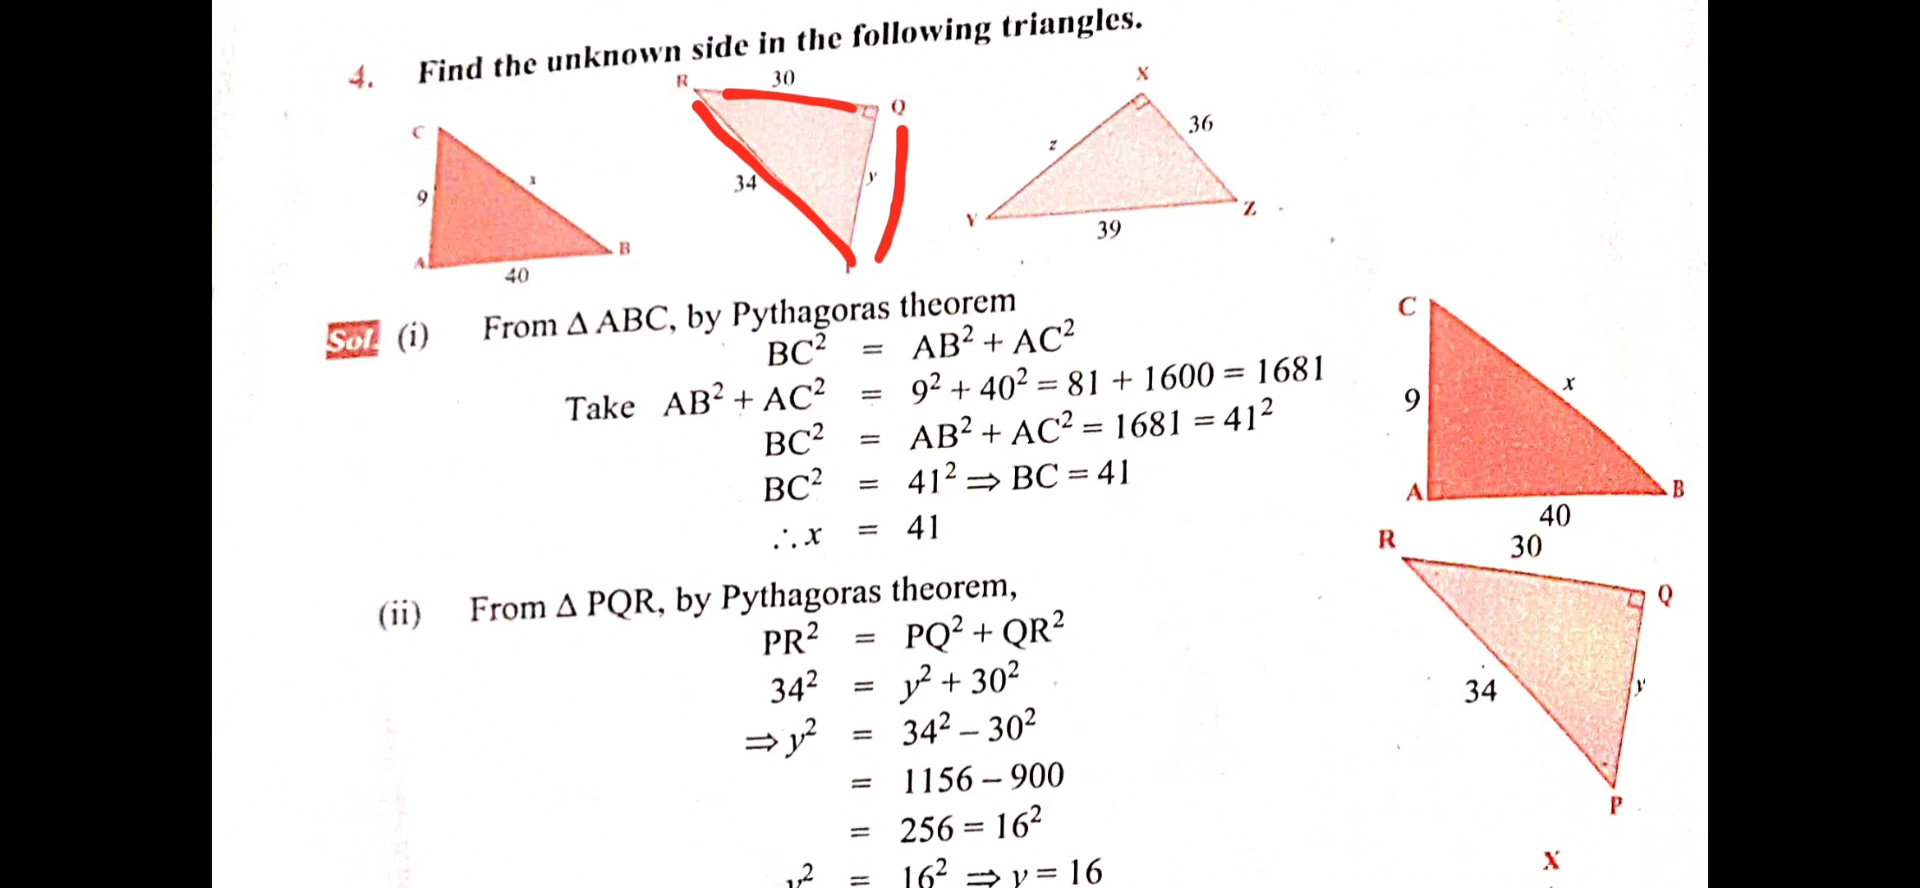 4. Find the unknown side in the following triangles.
C
9
x
A
40
B
R
30
Q
34
y
X
z
36
Y
39
Z
Sol. (i) From Δ ABC, by Pythagoras theorem
BC² = AB² + AC²
Take AB² + AC² = 9² + 40² = 81 + 1600 = 1681
BC² = AB² + AC² = 1681 = 41²
BC² = 41² ⇒ BC = 41
∴ x = 41
C
9
x
A
B
40
(ii) From Δ PQR, by Pythagoras theorem,
PR² = PQ² + QR²
34² = y² + 30²
⇒ y² = 34² – 30²
= 1156 – 900
= 256 = 16²
y² = 16² ⇒ y = 16
R
30
Q
34
y
P
X